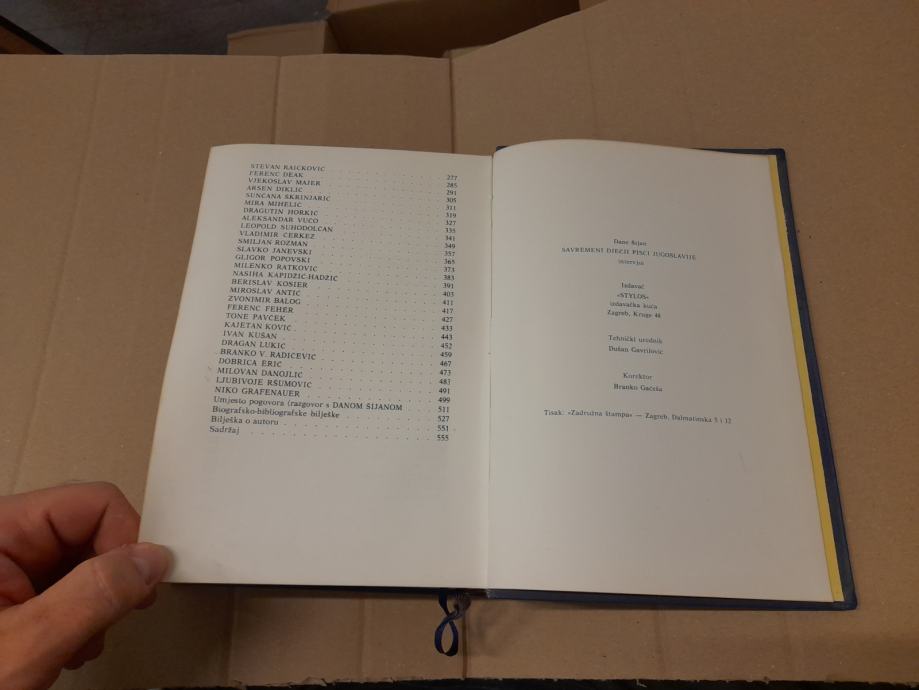 STEVAN RAIČKOVIĆ 277
FERENC DEAK 285
VJEKOSLAV MAJER 291
ARSEN DIKLIĆ 305
SUNČANA ŠKRINJARIĆ 311
MIRA MIHELIČ 319
DRAGUTIN HORKIĆ 327
ALEKSANDAR VUČO 335
LEOPOLD SUHODOLČAN 341
VLADIMIR ČERKEZ 349
SMILJAN ROZMAN 357
SLAVKO JANEVSKI 365
GLIGOR POPOVSKI 373
MILENKO RATKOVIĆ 383
NASIHA KAPIDŽIĆ-HADŽIĆ 391
BERISLAV KOSIER 403
MIROSLAV ANTIĆ 411
ZVONIMIR BALOG 417
FERENC FEHER 427
TONE PAVČEK 433
KAJETAN KOVIČ 443
IVAN KUŠAN 452
DRAGAN LUKIĆ 459
BRANKO V. RADIČEVIĆ 467
DOBRICA ERIĆ 473
MILOVAN DANOJLIĆ 483
LJUBIVOJE RŠUMOVIĆ 491
NIKO GRAFENAUER 499
Umjesto pogovora (razgovor s DANOM ŠIJANOM 511
Biografsko-bibliografske bilješke 527
Bilješka o autoru 551
Sadržaj 555
Dane Šijan
SAVREMENI DJEČJI PISCI JUGOSLAVIJE
intervjui
Izdavač
»STYLOS«
izdavačka kuća
Zagreb, Kruge 48
Tehnički urednik
Dušan Gavrilović
Korektor
Branko Gaćeša
Tisak: »Zadružna štampa« — Zagreb, Dalmatinska 5 i 12